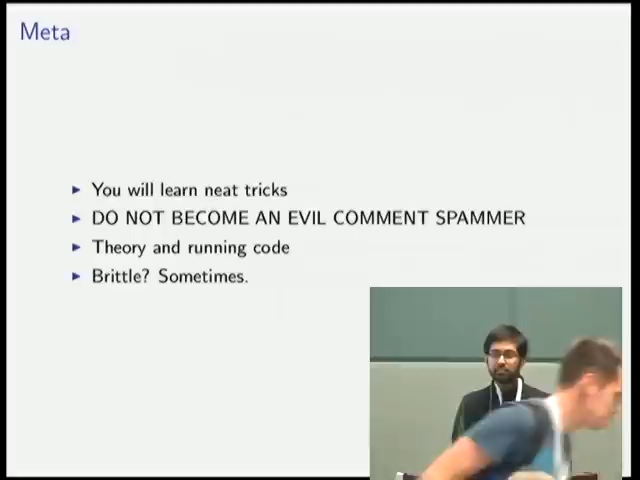 Meta
You will learn neat tricks
DO NOT BECOME AN EVIL COMMENT SPAMMER
Theory and running code
Brittle? Sometimes.